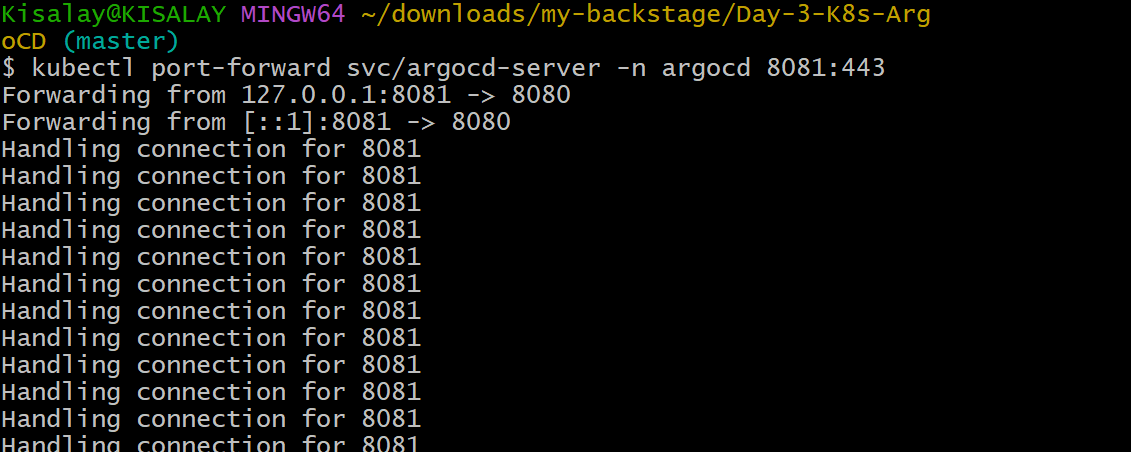 Kisalay@KISALAY MINGW64 ~/downloads/my-backstage/Day-3-K8s-Arg
oCD (master)
$ kubectl port-forward svc/argocd-server -n argocd 8081:443
Forwarding from 127.0.0.1:8081 -> 8080
Forwarding from [::1]:8081 -> 8080
Handling connection for 8081
Handling connection for 8081
Handling connection for 8081
Handling connection for 8081
Handling connection for 8081
Handling connection for 8081
Handling connection for 8081
Handling connection for 8081
Handling connection for 8081
Handling connection for 8081
Handling connection for 8081
Handling connection for 8081